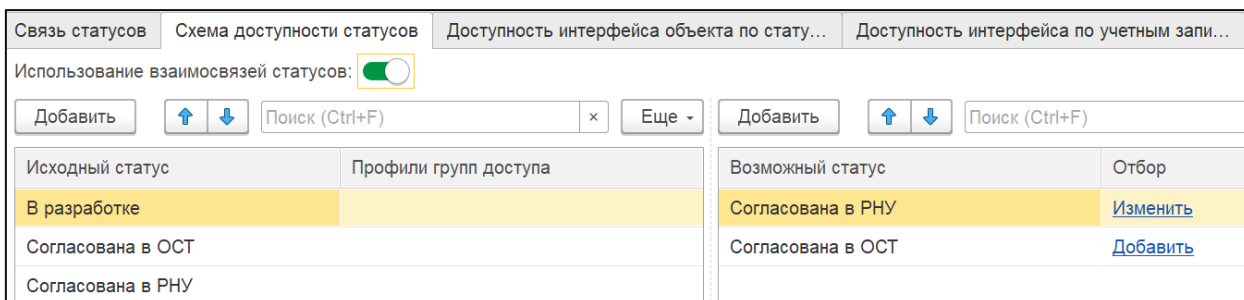 Связь статусов Схема доступности статусов Доступность интерфейса объекта по стату... Доступность интерфейса по учетным запи...
Использование взаимосвязей статусов:
Добавить Поиск (Ctrl+F) × Еще Добавить Поиск (Ctrl+F)
Исходный статус Профили групп доступа Возможный статус Отбор
В разработке Согласована в РНУ Изменить
Согласована в ОСТ Согласована в ОСТ Добавить
Согласована в РНУ